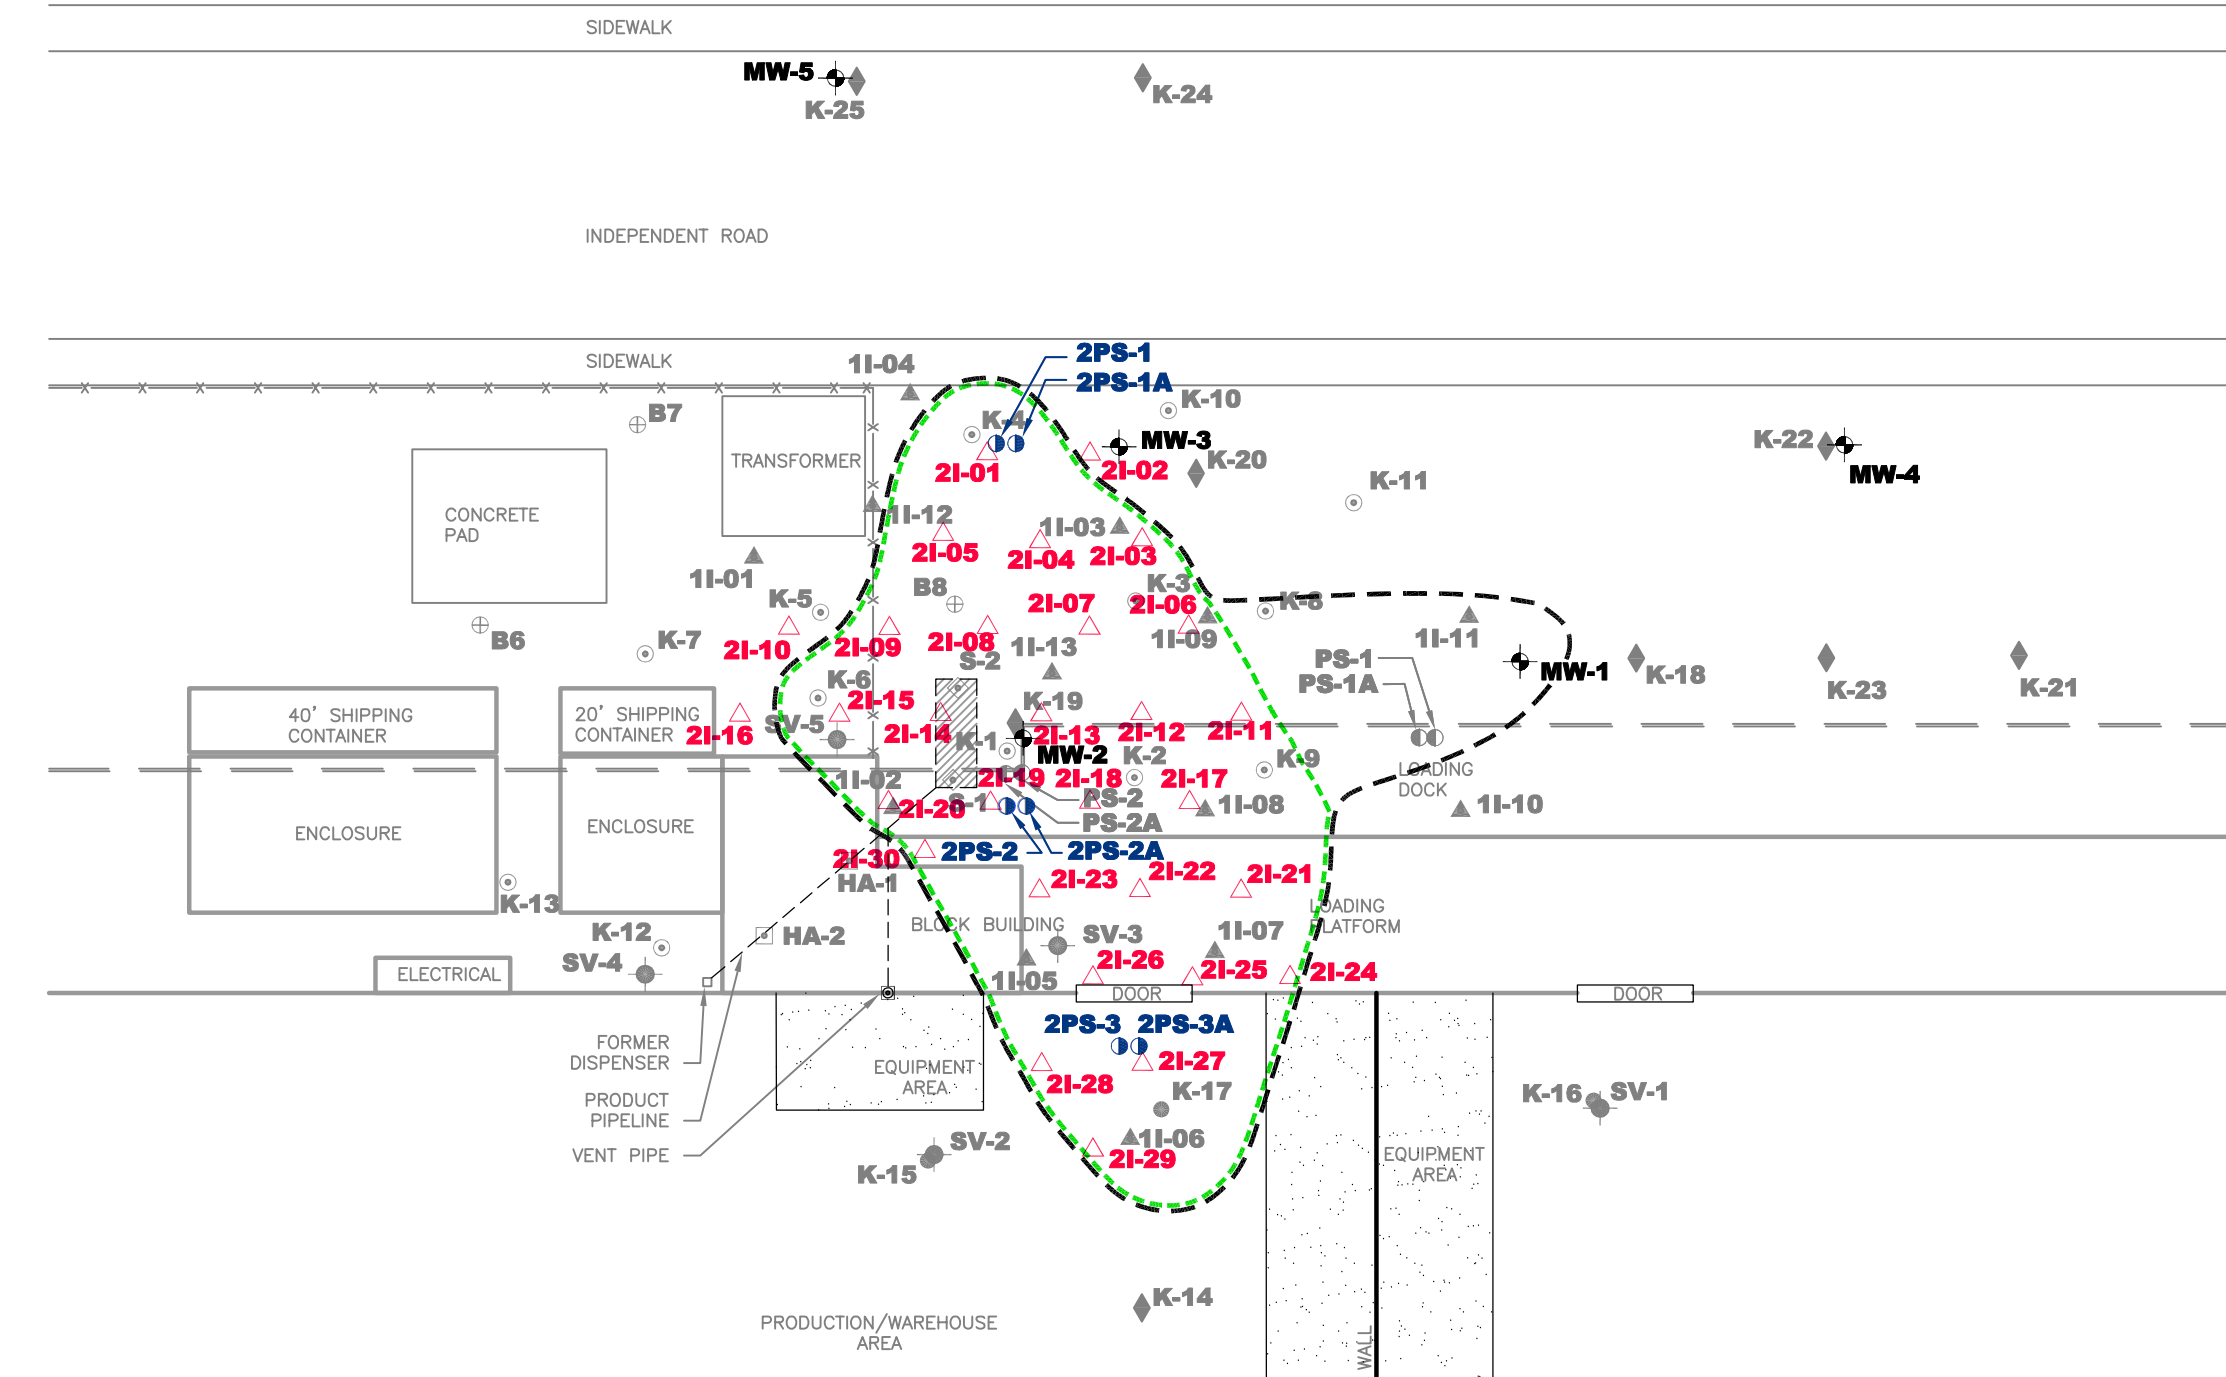 SIDEWALK
MW-5
K-25
K-24
INDEPENDENT ROAD
SIDEWALK
1I-04
2PS-1
2PS-1A
K-10
B7
K-4
MW-3
K-22
MW-4
TRANSFORMER
2I-01
2I-02
K-20
K-11
CONCRETE
PAD
1I-12
1I-03
2I-05
2I-04
2I-03
1I-01
K-5
B8
K-3
2I-07
2I-06
K-8
B6
K-7
2I-10
2I-09
2I-08
1I-13
1I-09
1I-11
S-2
PS-1
PS-1A
MW-1
K-18
K-23
K-21
K-6
2I-15
K-19
40' SHIPPING
CONTAINER
20' SHIPPING
CONTAINER
2I-16
SV-5
2I-14
2I-13
2I-12
2I-11
K-1
MW-2
K-2
K-9
1I-02
2I-19
2I-18
2I-17
LOADING
DOCK
S-1
2I-20
PS-2
PS-2A
1I-08
1I-10
ENCLOSURE
ENCLOSURE
2I-30
2PS-2
2PS-2A
HA-1
2I-23
2I-22
2I-21
K-13
LOADING
PLATFORM
BLOCK BUILDING
K-12
HA-2
SV-3
1I-07
SV-4
ELECTRICAL
2I-26
1I-05
2I-25
2I-24
DOOR
DOOR
2PS-3
2PS-3A
FORMER
DISPENSER
EQUIPMENT
AREA
2I-28
2I-27
K-17
K-16
SV-1
PRODUCT
PIPELINE
1I-06
SV-2
K-15
2I-29
VENT PIPE
EQUIPMENT
AREA
K-14
PRODUCTION/WAREHOUSE
AREA
WALL